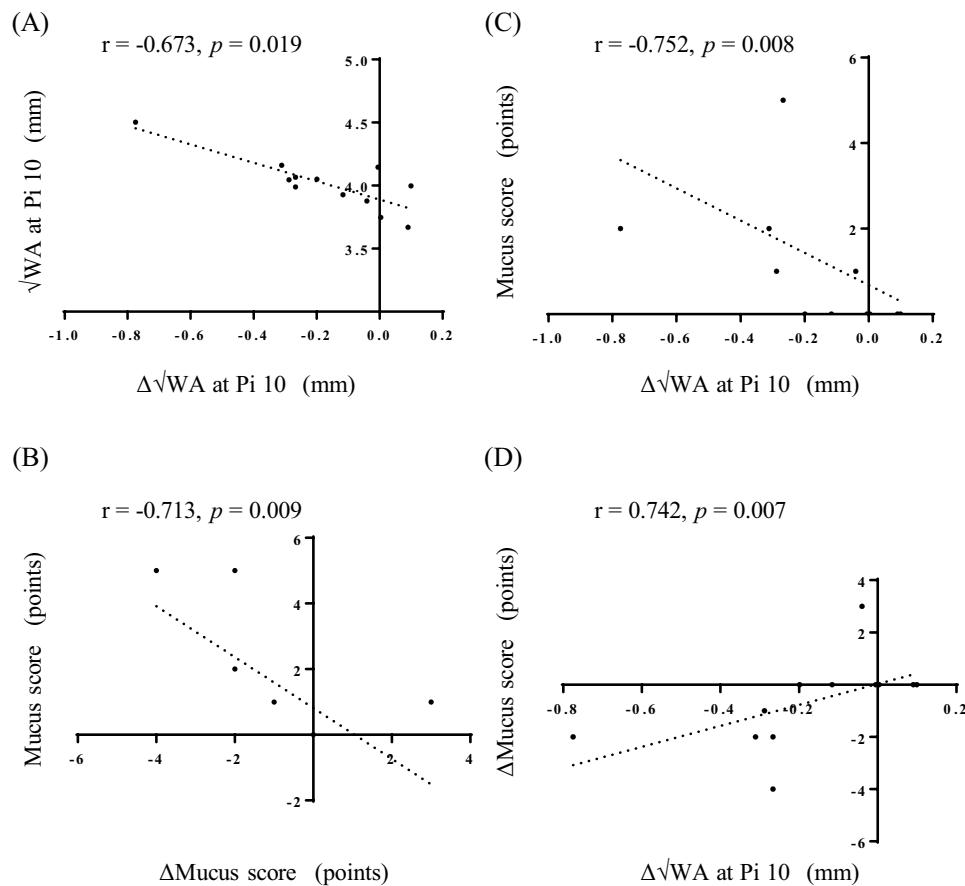 (A)
r = -0.673, p = 0.019
√WA at Pi 10 (mm)
5.0
4.5
4.0
3.5
-1.0 -0.8 -0.6 -0.4 -0.2 0.0 0.2
Δ√WA at Pi 10 (mm)
(C)
r = -0.752, p = 0.008
Mucus score (points)
6
4
2
0
-1.0 -0.8 -0.6 -0.4 -0.2 0.0 0.2
Δ√WA at Pi 10 (mm)
(B)
r = -0.713, p = 0.009
Mucus score (points)
6
4
2
-2
-6 -4 -2 2 4
ΔMucus score (points)
(D)
r = 0.742, p = 0.007
ΔMucus score (points)
4
2
-2
-4
-6
-0.8 -0.6 -0.4 -0.2 0.2
Δ√WA at Pi 10 (mm)